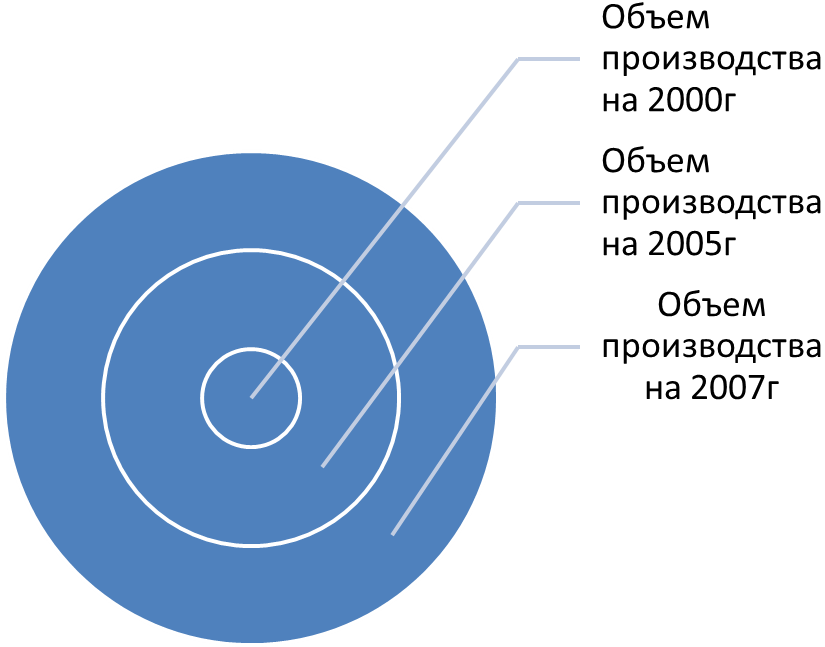 Объем
производства
на 2000г
Объем
производства
на 2005г
Объем
производства
на 2007г